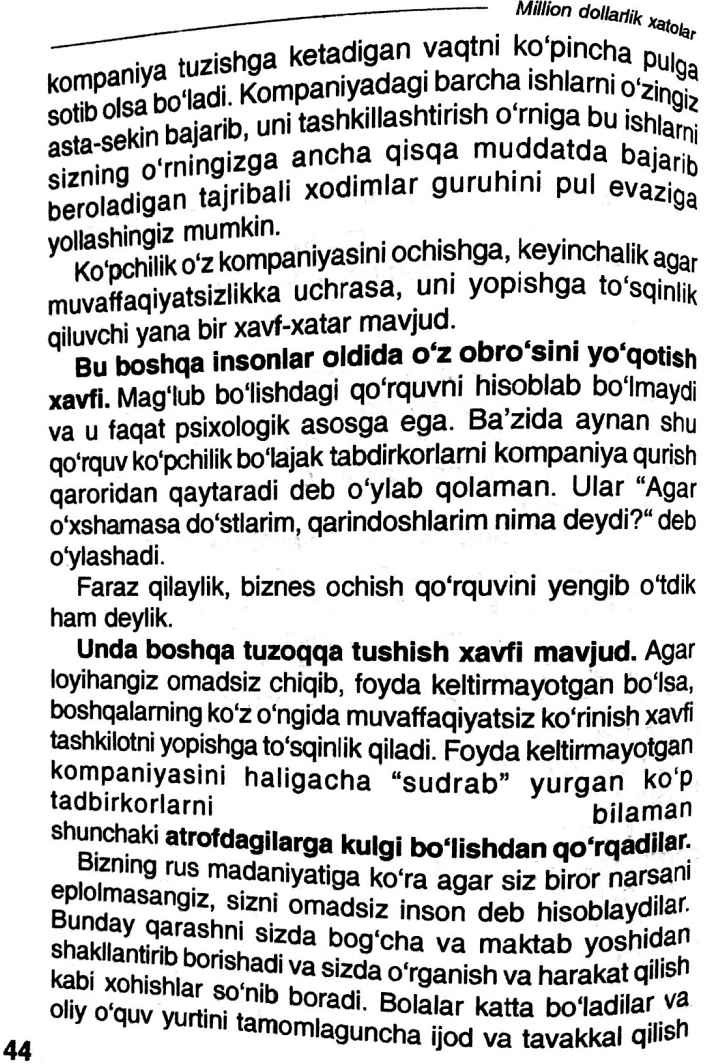 Million dollarlik xatolar
kompaniya tuzishga ketadigan vaqtni ko‘pincha pulga
sotib olsa bo‘ladi. Kompaniyadagi barcha ishlarni o‘zingiz
asta-sekin bajarib, uni tashkillashtirish o‘rniga bu ishlarni
sizning o‘rningizga ancha qisqa muddatda bajarib
beroladigan tajribali xodimlar guruhini pul evaziga
yollashingiz mumkin.
Ko‘pchilik o‘z kompaniyasini ochishga, keyinchalik agar
muvaffaqiyatsizlikka uchrasa, uni yopishga to‘sqinlik
qiluvchi yana bir xavf-xatar mavjud.
Bu boshqa insonlar oldida o‘z obro‘sini yo‘qotish
xavfi. Mag‘lub bo‘lishdagi qo‘rquvni hisoblab bo‘lmaydi
va u faqat psixologik asosga ega. Ba’zida aynan shu
qo‘rquv ko‘pchilik bo‘lajak tabdirkorlarni kompaniya qurish
qaroridan qaytaradi deb o‘ylab qolaman. Ular “Agar
o‘xshamasa do‘stlarim, qarindoshlarim nima deydi?“ deb
o‘ylashadi.
Faraz qilaylik, biznes ochish qo‘rquvini yengib o‘tdik
ham deylik.
Unda boshqa tuzoqqa tushish xavfi mavjud. Agar
loyihangiz omadsiz chiqib, foyda keltirmayotgan bo‘lsa,
boshqalarning ko‘z o‘ngida muvaffaqiyatsiz ko‘rinish xavfi
tashkilotni yopishga to‘sqinlik qiladi. Foyda keltirmayotgan
kompaniyasini haligacha “sudrab” yurgan ko‘p
tadbirkorlarni bilaman
shunchaki atrofdagilarga kulgi bo‘lishdan qo‘rqadilar.
Bizning rus madaniyatiga ko‘ra agar siz biror narsani
eplolmasangiz, sizni omadsiz inson deb hisoblaydilar.
Bunday qarashni sizda bog‘cha va maktab yoshidan
shakllantirib borishadi va sizda o‘rganish va harakat qilish
kabi xohishlar so‘nib boradi. Bolalar katta bo‘ladilar va
oliy o‘quv yurtini tamomlaguncha ijod va tavakkal qilish
44